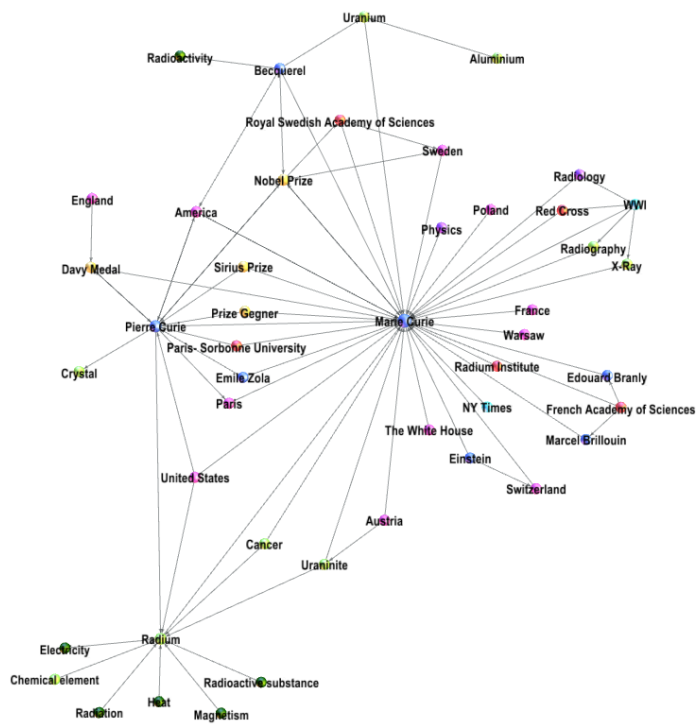 Uranium
Radioactivity
Aluminium
Becquerel
Royal Swedish Academy of Sciences
Sweden
Nobel Prize
Radiology
England
America
Poland
Red Cross
WWI
Physics
Radiography
Davy Medal
Sirius Prize
X-Ray
Prize Gegner
France
Pierre Curie
Marie Curie
Warsaw
Paris- Sorbonne University
Crystal
Radium Institute
Emile Zola
Edouard Branly
Paris
NY Times
French Academy of Sciences
The White House
Marcel Brillouin
Einstein
United States
Switzerland
Austria
Cancer
Uraninite
Radium
Electricity
Chemical element
Radioactive substance
Heat
Radiation
Magnetism